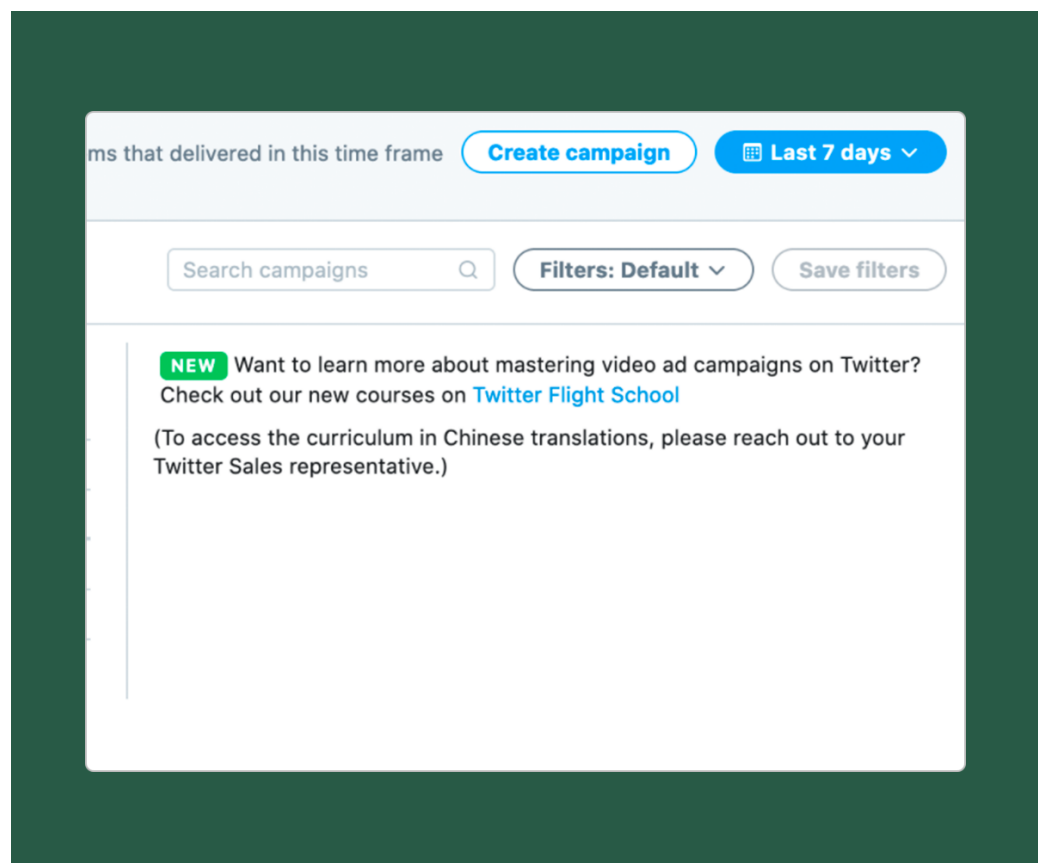 ms that delivered in this time frame Create campaign Last 7 days
Search campaigns Filters: Default Save filters
NEW Want to learn more about mastering video ad campaigns on Twitter?
Check out our new courses on Twitter Flight School
(To access the curriculum in Chinese translations, please reach out to your
Twitter Sales representative.)